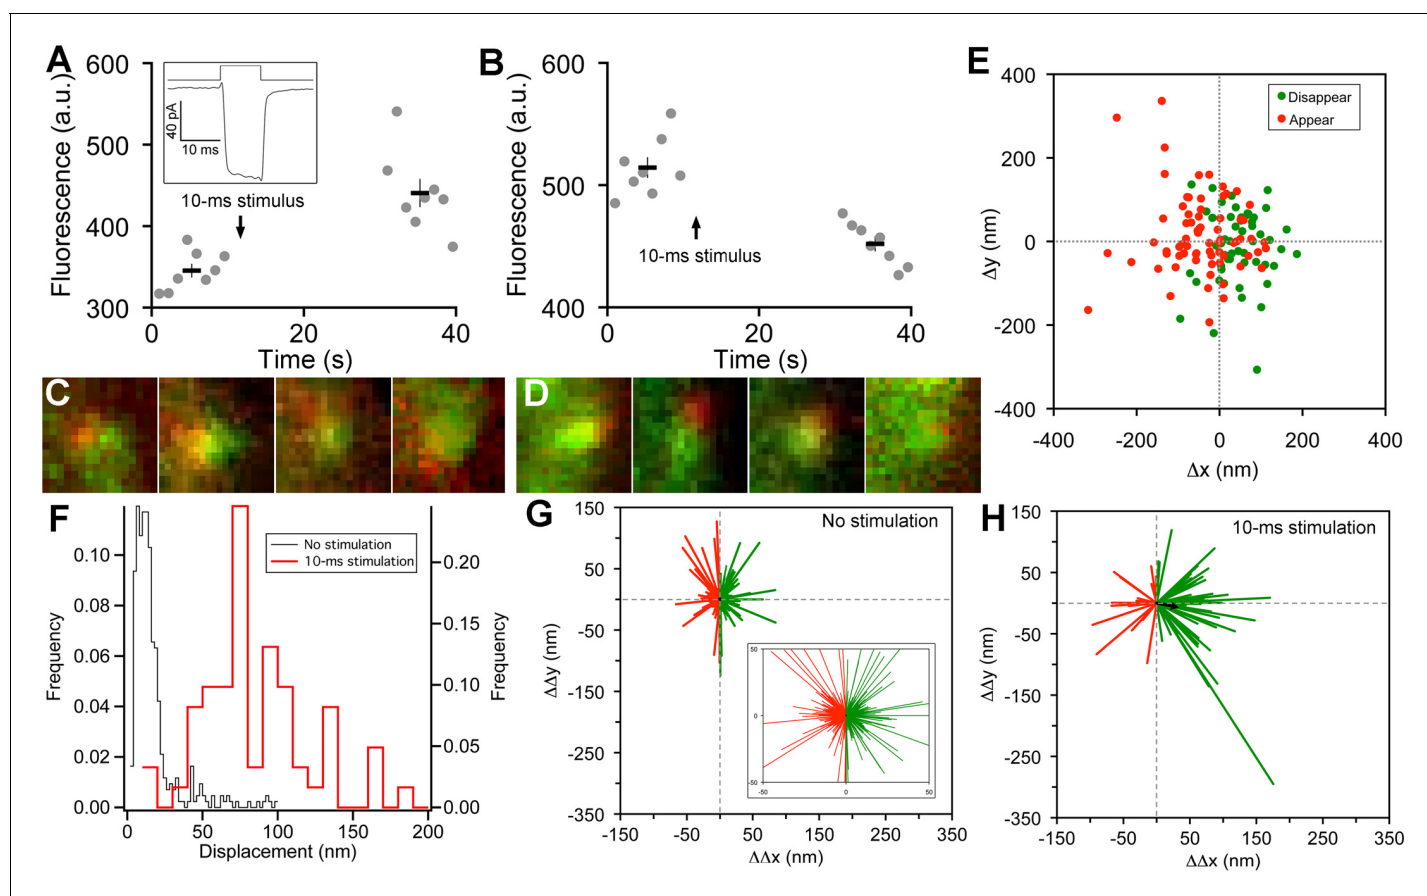 A
600
500
400
300
Fluorescence (a.u.)
40 pA
10 ms
10-ms stimulus
0
20
40
Time (s)
B
600
500
400
Fluorescence (a.u.)
10-ms stimulus
0
20
40
Time (s)
E
400
200
0
-200
-400
Δy (nm)
Disappear
Appear
-400
-200
0
200
400
Δx (nm)
C
D
F
0.10
0.08
0.06
0.04
0.02
0.00
Frequency
No stimulation
10-ms stimulation
0.20
0.15
0.10
0.05
0.00
Frequency
0
50
100
150
200
Displacement (nm)
G
No stimulation
150
50
-50
-150
-250
-350
ΔΔy (nm)
50
0
-50
-50
0
50
-150
-50
50
150
250
350
ΔΔx (nm)
H
10-ms stimulation
150
50
-50
-150
-250
-350
ΔΔy (nm)
-150
-50
50
150
250
350
ΔΔx (nm)